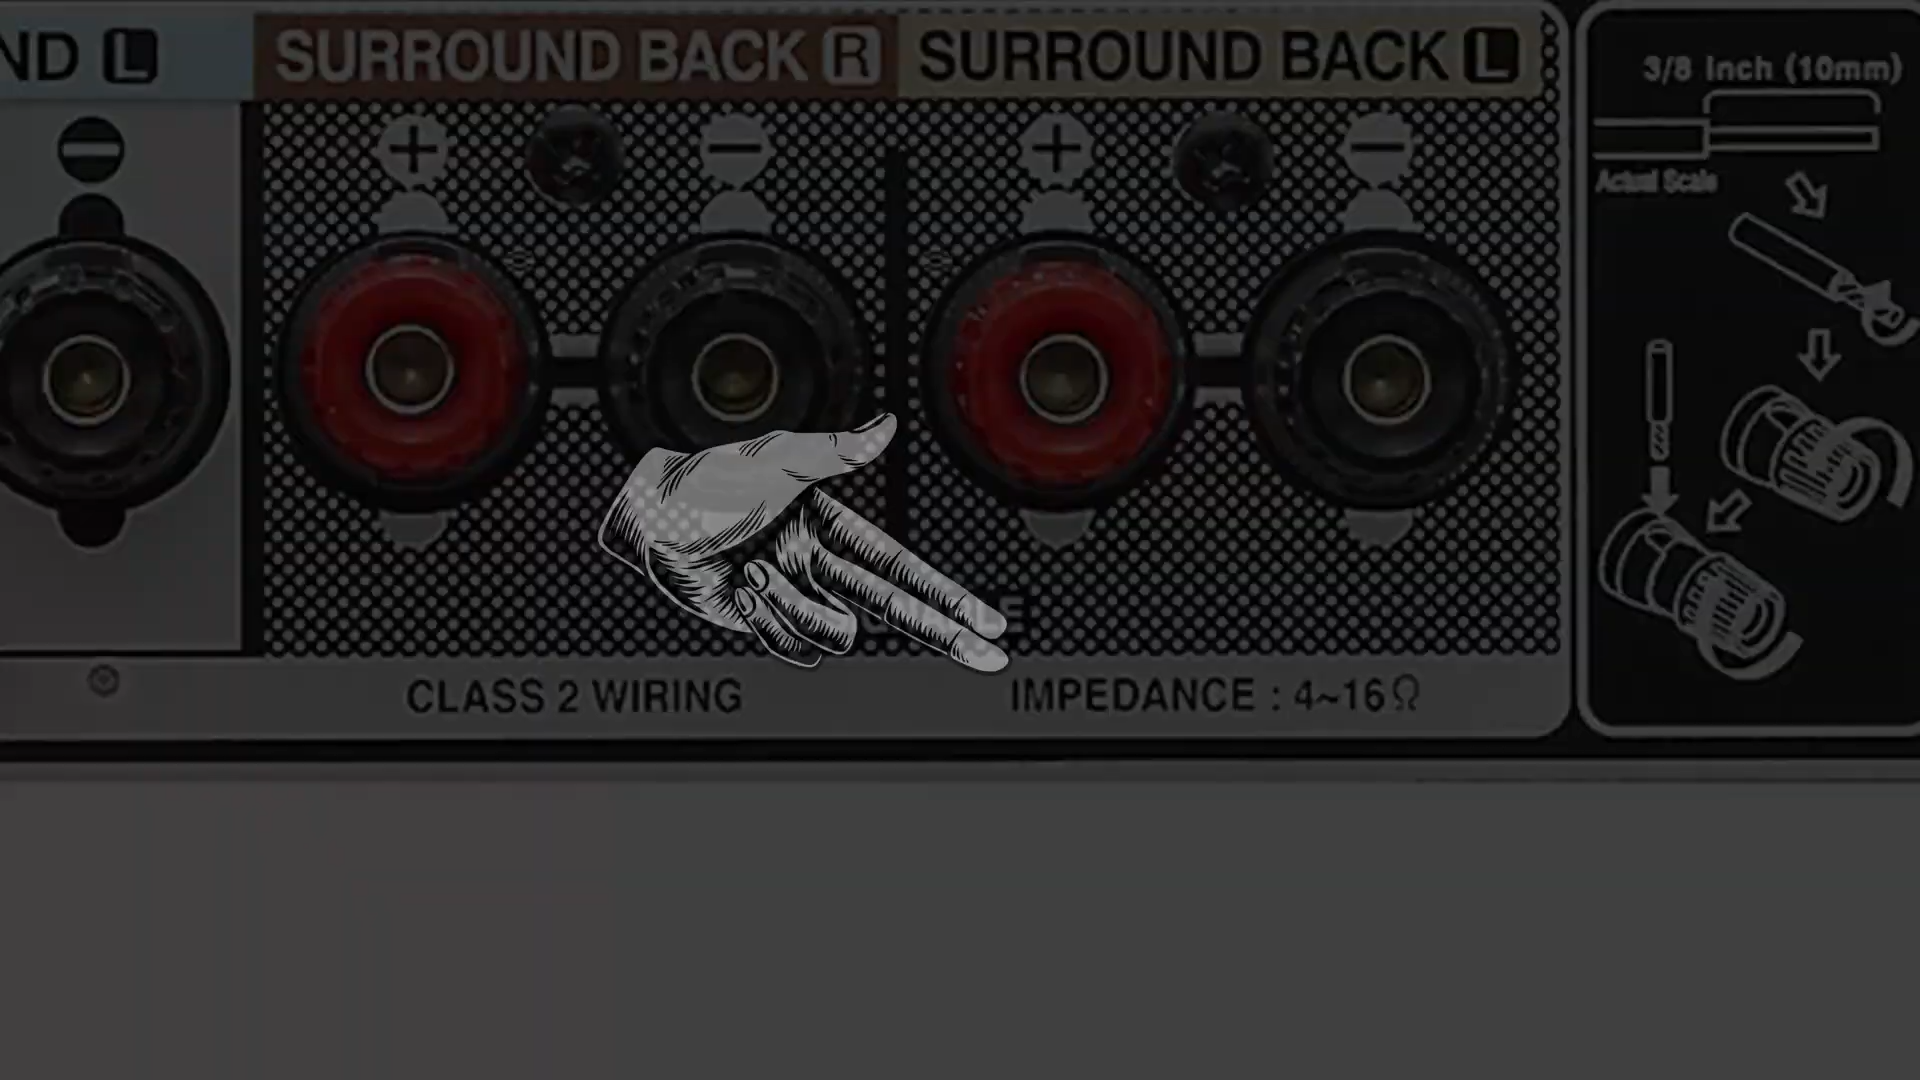 ND L
SURROUND BACK R
SURROUND BACK L
3/8 inch (10mm)
Actual Scale
CLASS 2 WIRING
IMPEDANCE : 4~16Ω